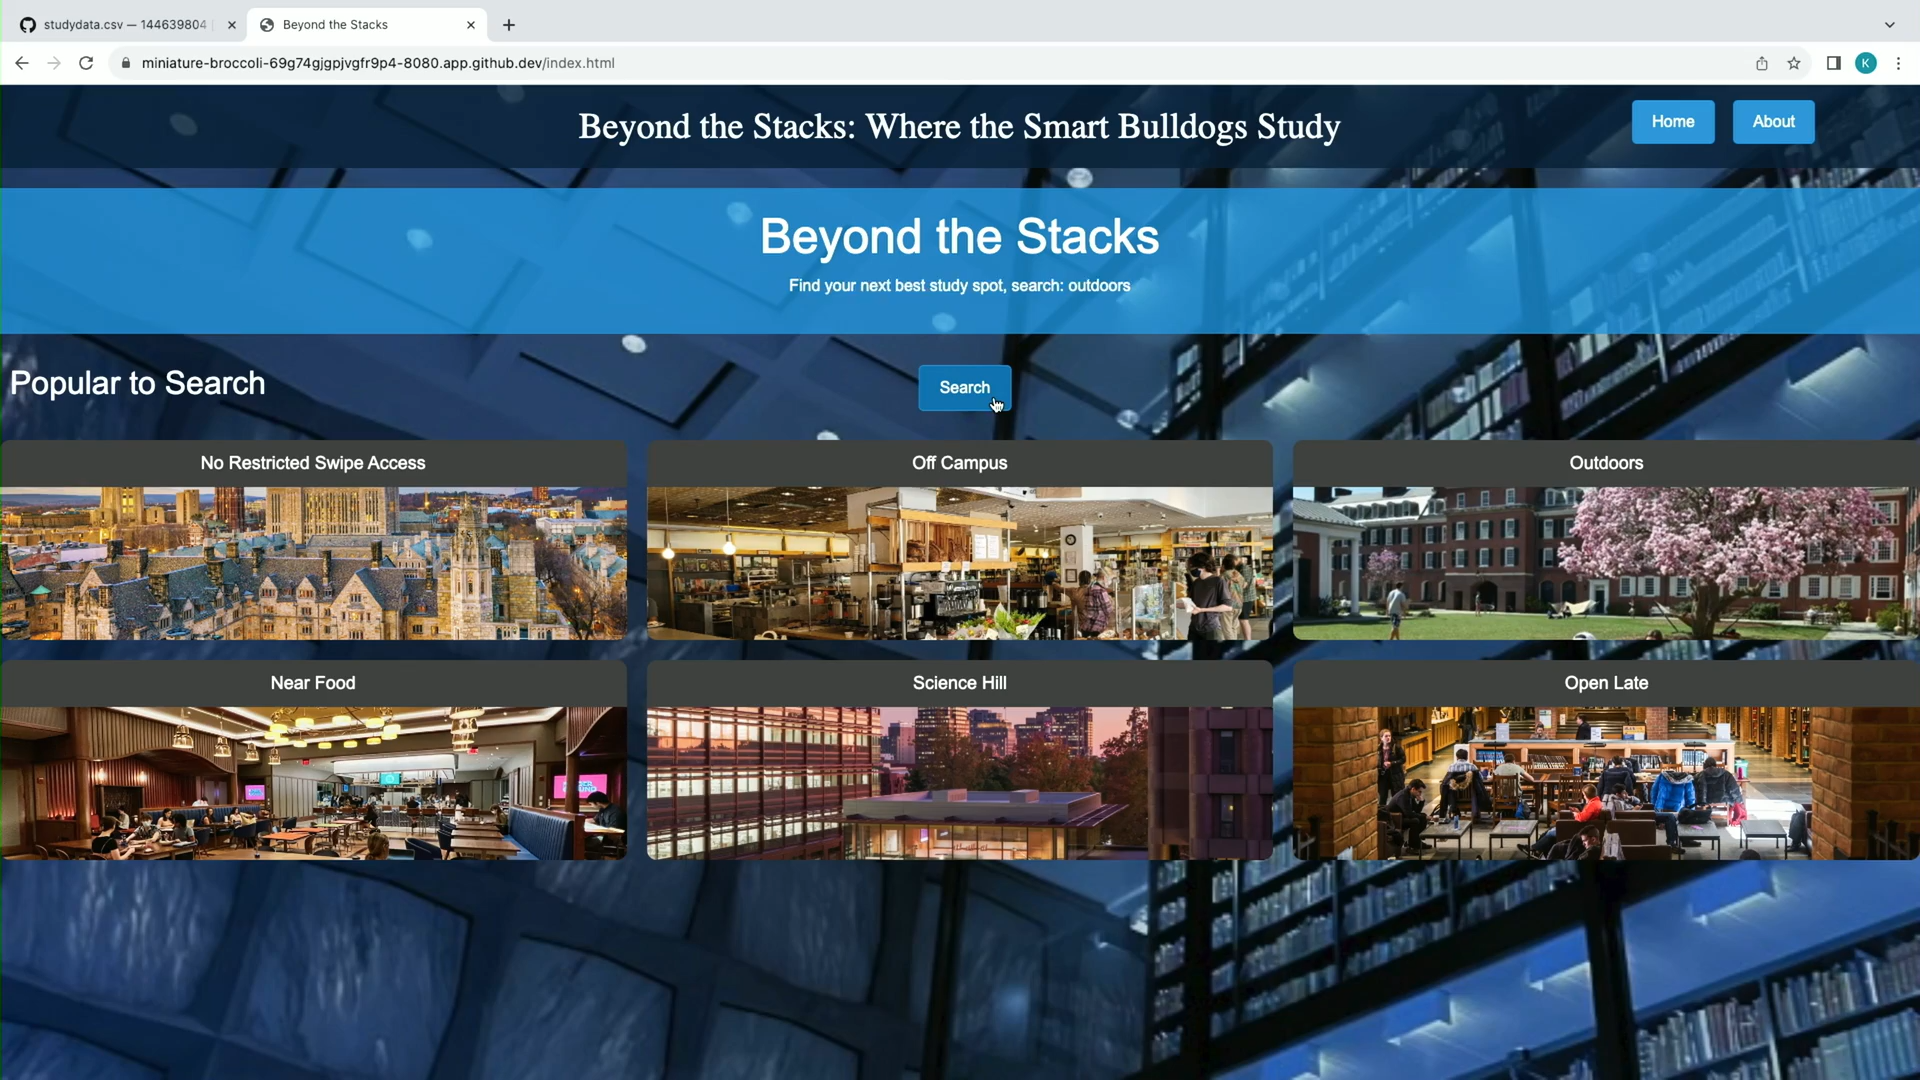 studydata.csv — 144639804
Beyond the Stacks
miniature-broccoli-69g74gjgpjvgfr9p4-8080.app.github.dev/index.html
K
Beyond the Stacks: Where the Smart Bulldogs Study
Home
About
Beyond the Stacks
Find your next best study spot, search: outdoors
Popular to Search
Search
No Restricted Swipe Access
Off Campus
Outdoors
Near Food
Science Hill
Open Late